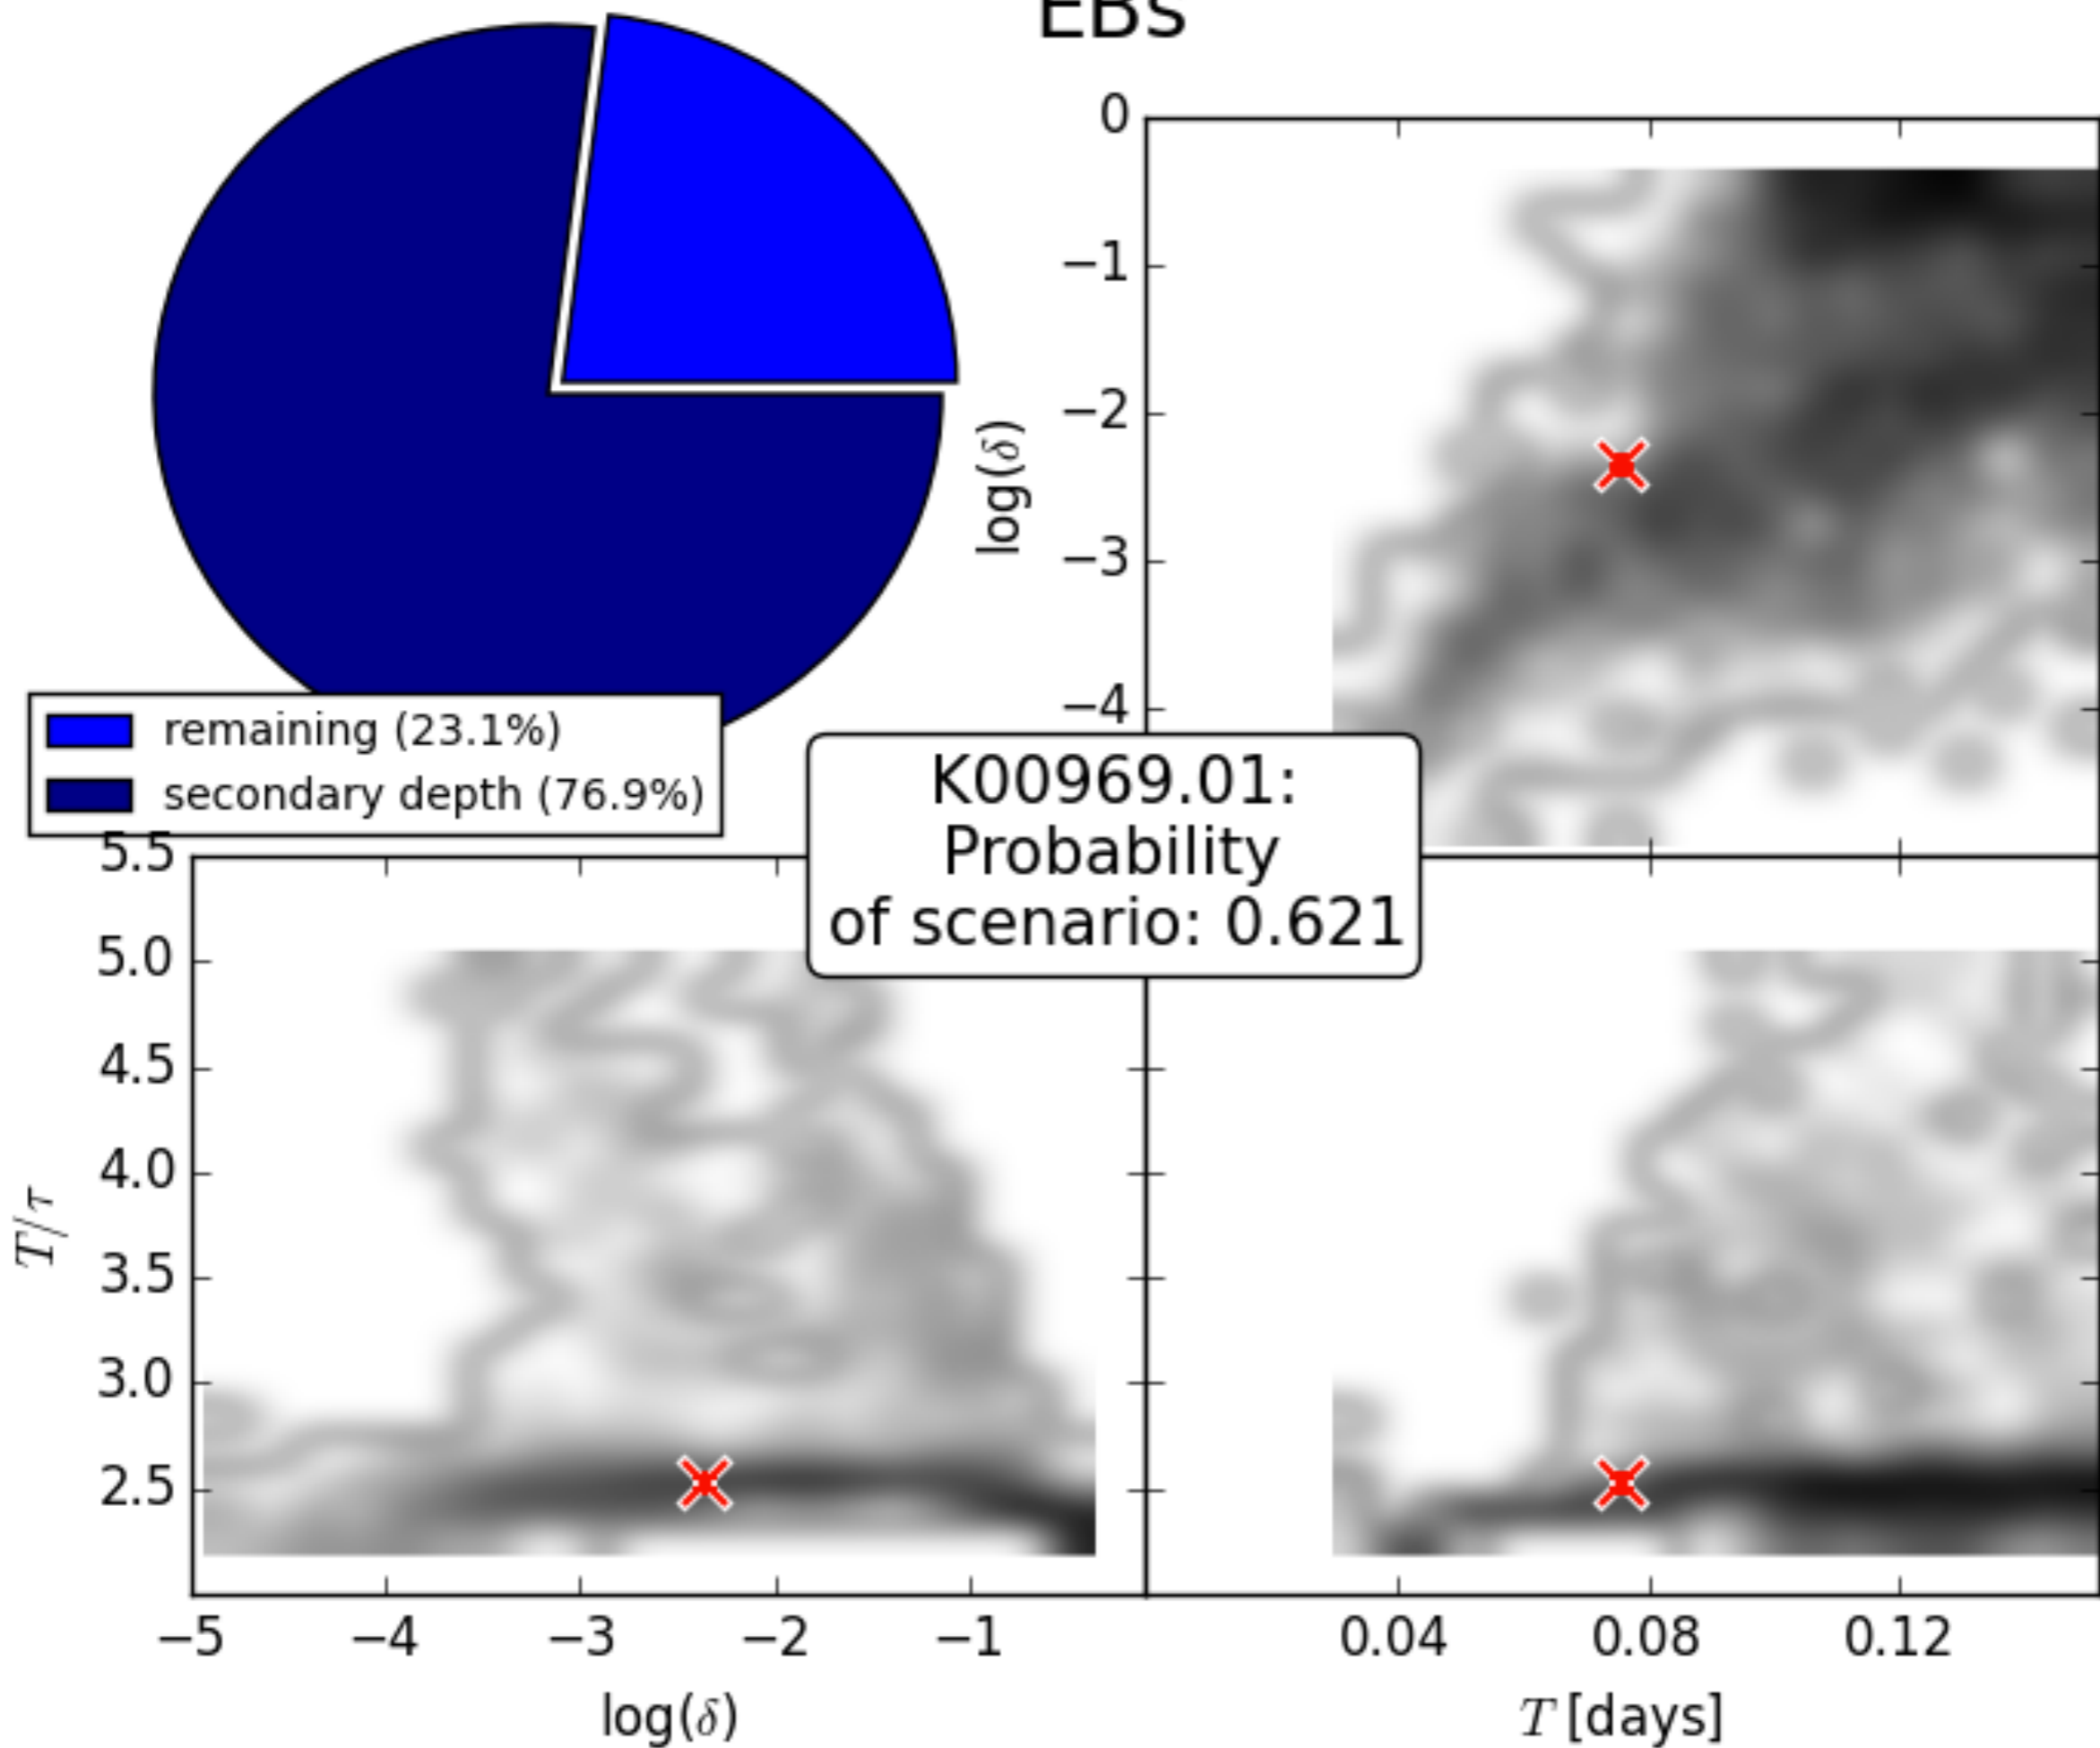 EBs
remaining (23.1%)
secondary depth (76.9%)
0
−1
−2
−3
−4
log(δ)
K00969.01:
Probability
of scenario: 0.621
5.5
5.0
4.5
4.0
3.5
3.0
2.5
T/τ
−5 −4 −3 −2 −1
log(δ)
0.04 0.08 0.12
T [days]